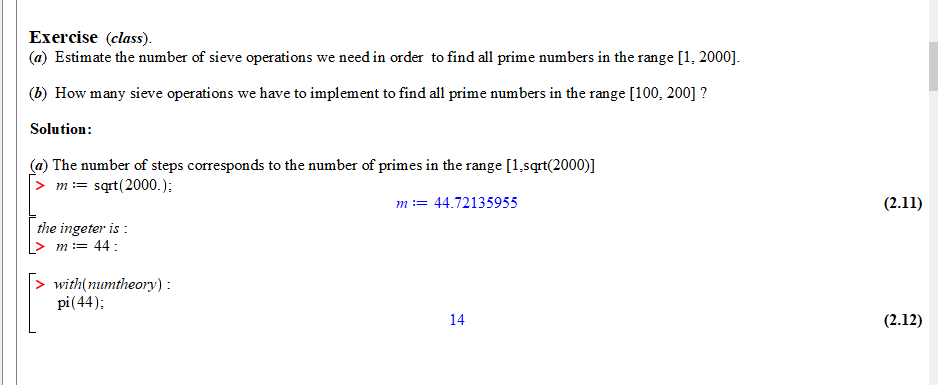 Exercise (class).
(a) Estimate the number of sieve operations we need in order to find all prime numbers in the range [1, 2000].
(b) How many sieve operations we have to implement to find all prime numbers in the range [100, 200] ?
Solution:
(a) The number of steps corresponds to the number of primes in the range [1,sqrt(2000)]
> m := sqrt(2000.);
m := 44.72135955 (2.11)
the ingeter is :
> m := 44 :
> with(numtheory) :
pi(44);
14 (2.12)